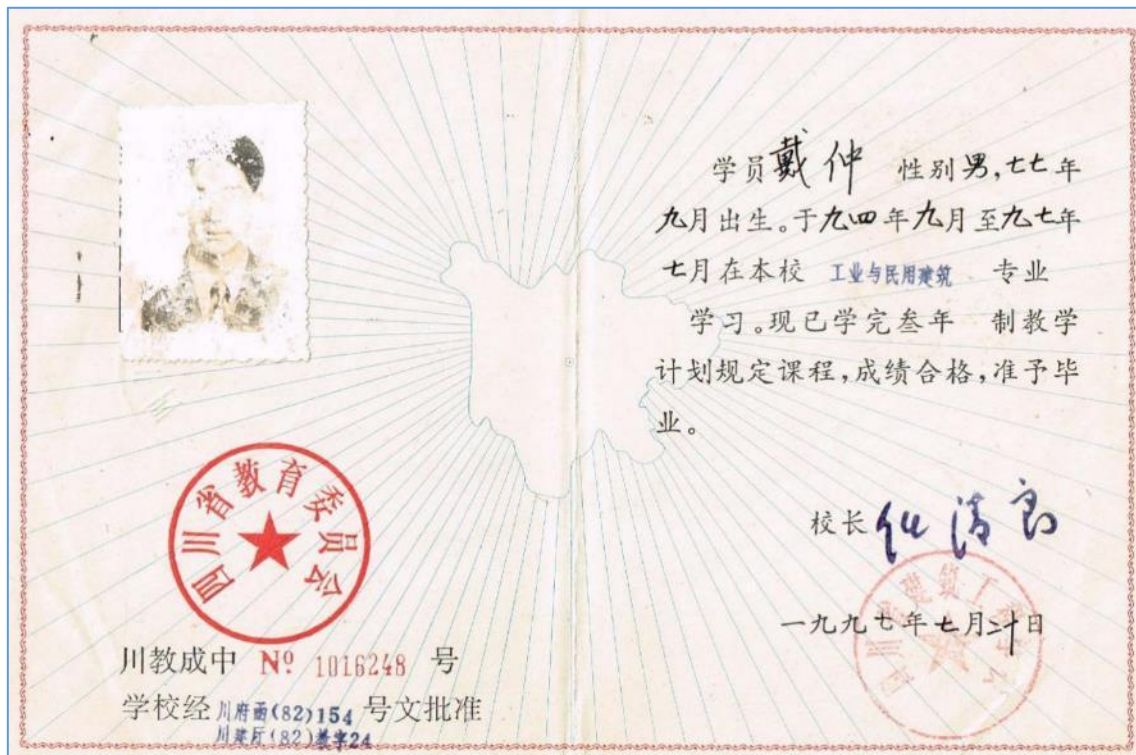 四川省教育委员会
川教成中 № 1016248 号
学校经 川府函(82)154 号文批准
川建厅(82)
学员戴仲 性别男,七七年
九月出生。于九四年九月至九七年
七月在本校 工业与民用建筑 专业
学习。现已学完叁年 制教学
计划规定课程,成绩合格,准予毕
业。
校长
一九九七年七月二十日